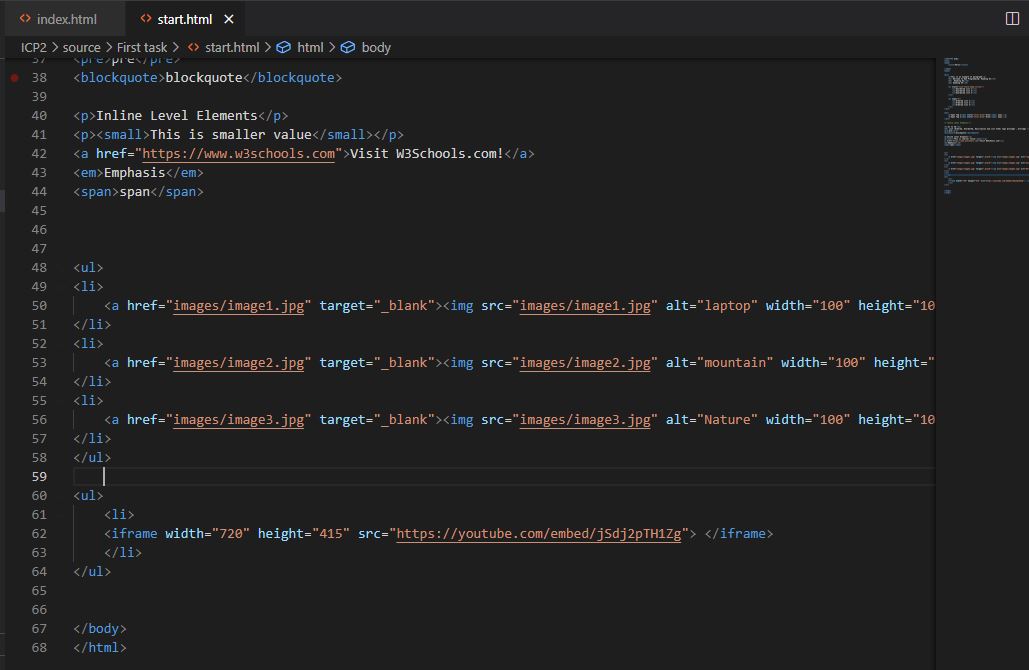 index.html start.html
ICP2 > source > First task > start.html > html > body
37 <pre>pre</pre>
38 <blockquote>blockquote</blockquote>
39
40 <p>Inline Level Elements</p>
41 <p><small>This is smaller value</small></p>
42 <a href="https://www.w3schools.com">Visit W3Schools.com!</a>
43 <em>Emphasis</em>
44 <span>span</span>
45
46
47
48 <ul>
49 <li>
50     <a href="images/image1.jpg" target="_blank"><img src="images/image1.jpg" alt="laptop" width="100" height="10
51 </li>
52 <li>
53     <a href="images/image2.jpg" target="_blank"><img src="images/image2.jpg" alt="mountain" width="100" height="
54 </li>
55 <li>
56     <a href="images/image3.jpg" target="_blank"><img src="images/image3.jpg" alt="Nature" width="100" height="10
57 </li>
58 </ul>
59
60 <ul>
61     <li>
62     <iframe width="720" height="415" src="https://youtube.com/embed/jSdj2pTH1Zg"> </iframe>
63     </li>
64 </ul>
65
66
67 </body>
68 </html>